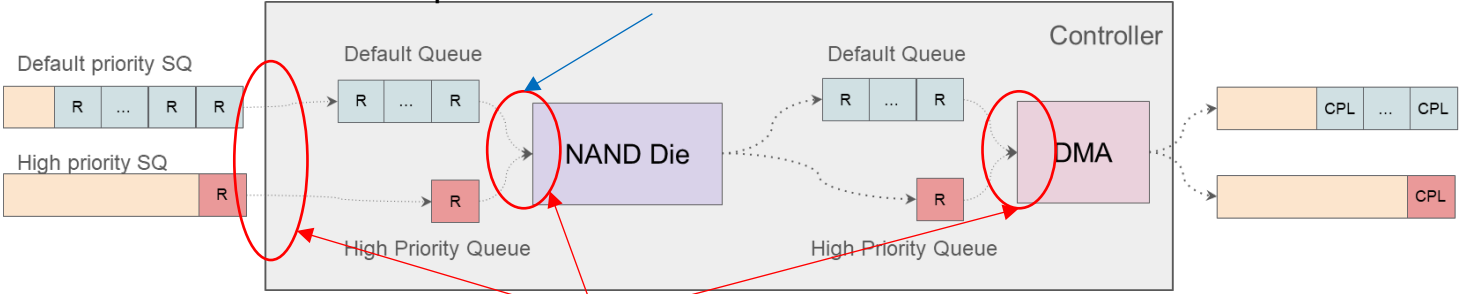 Controller
Default priority SQ
R ... R R
High priority SQ
R
Default Queue
R ... R
R
High Priority Queue
NAND Die
Default Queue
R ... R
R
High Priority Queue
DMA
CPL ... CPL
CPL